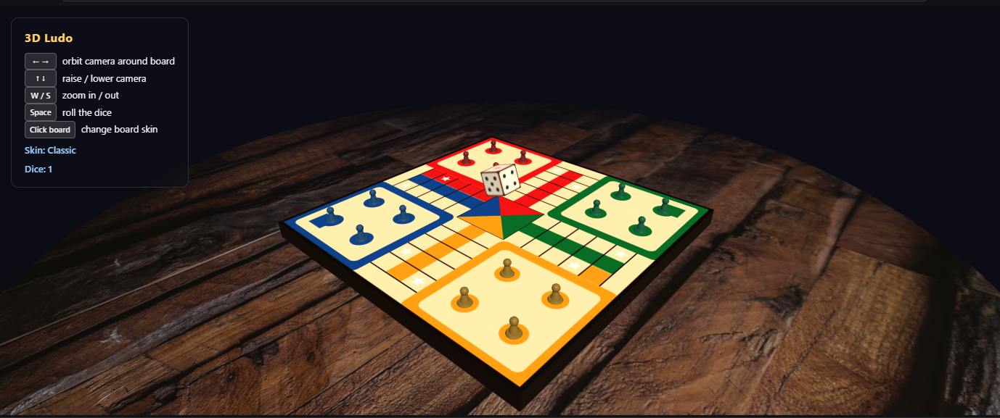 3D Ludo
← → orbit camera around board
↑ ↓ raise / lower camera
W / S zoom in / out
Space roll the dice
Click board change board skin
Skin: Classic
Dice: 1